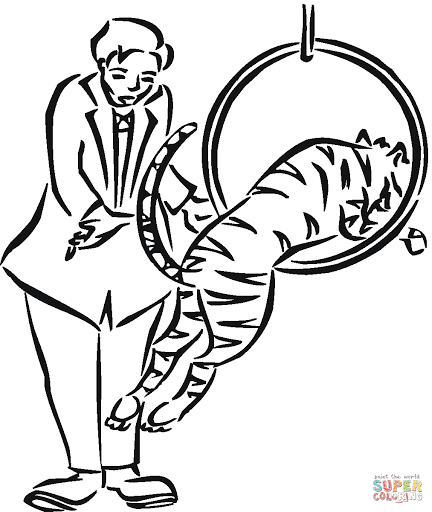 paint the world
SUPER
COLORING